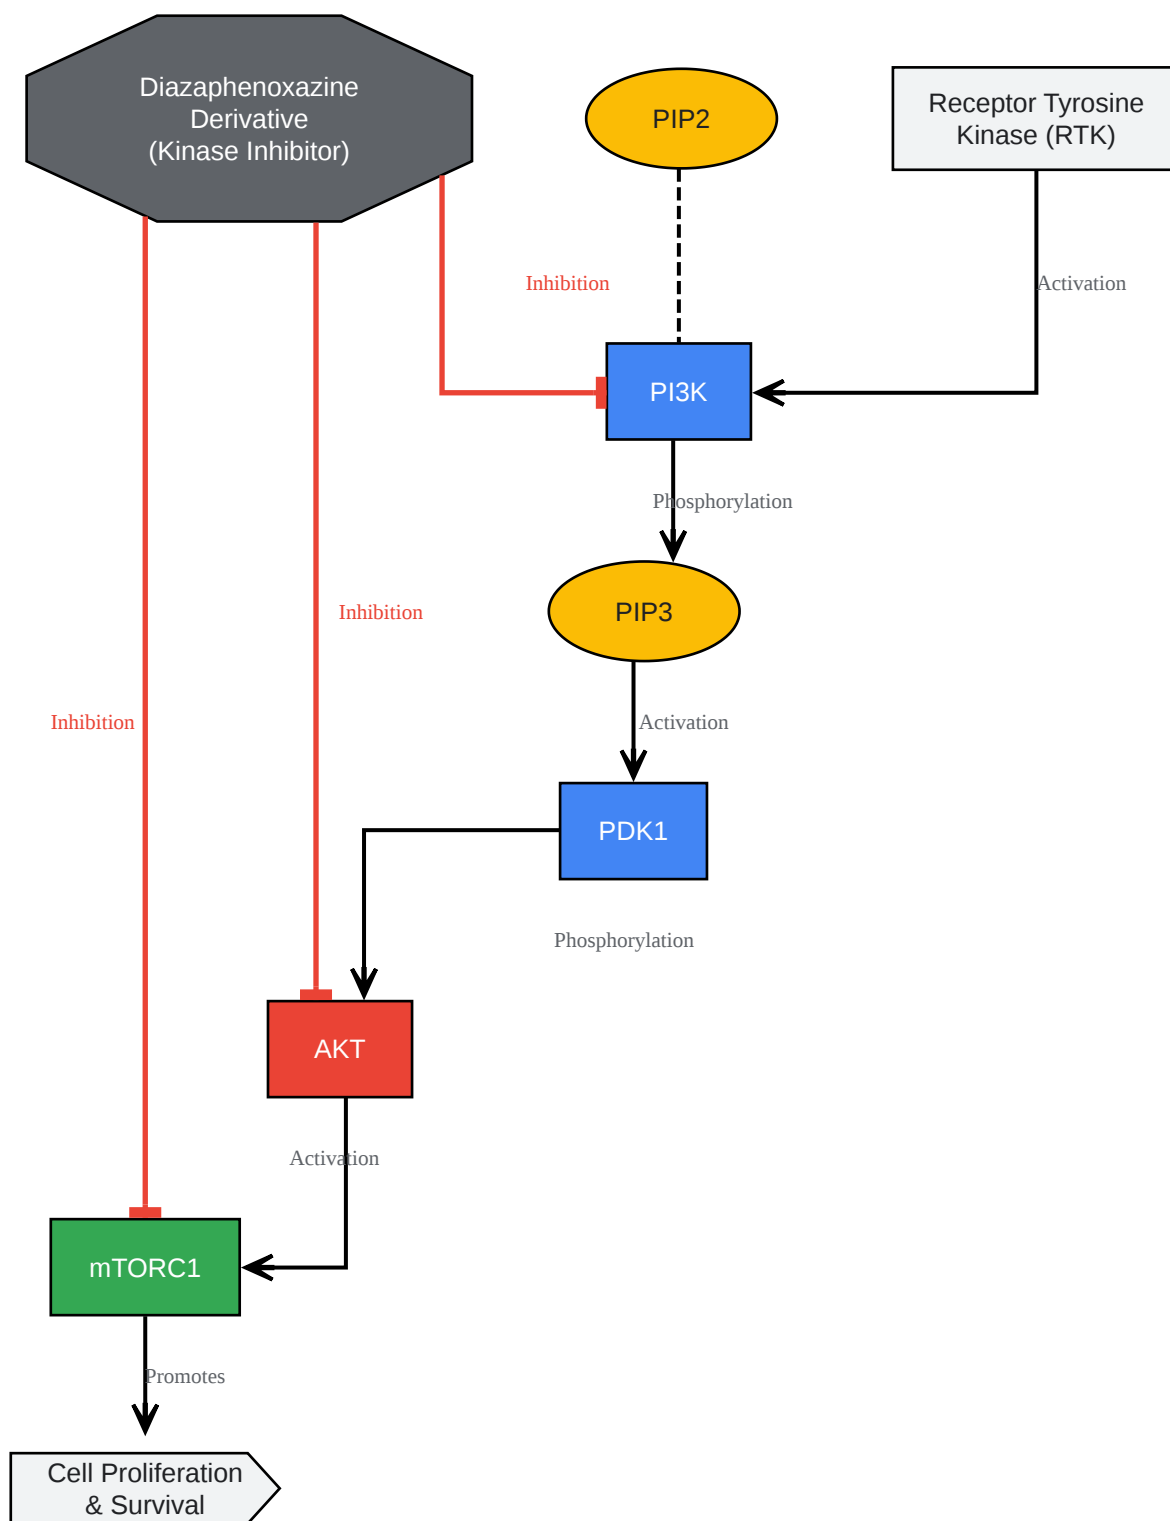 Diazaphenoxazine
Derivative
(Kinase Inhibitor)
PIP2
Receptor Tyrosine
Kinase (RTK)
Inhibition
Activation
PI3K
Phosphorylation
PIP3
Inhibition
Inhibition
Activation
PDK1
Phosphorylation
AKT
Activation
mTORC1
Promotes
Cell Proliferation
& Survival